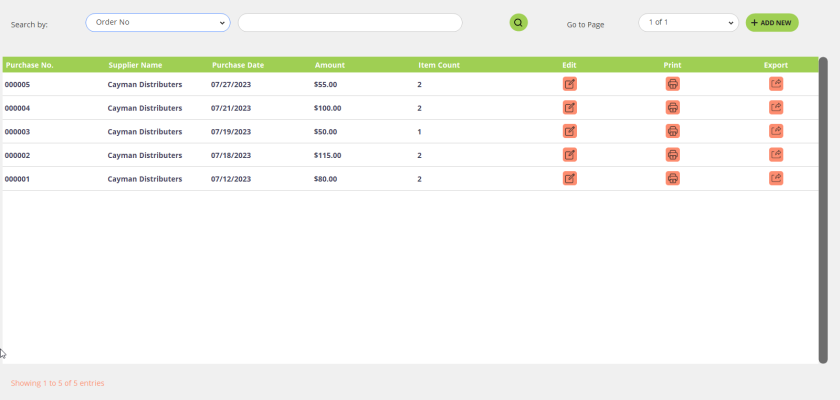 Search by: Order No Go to Page 1 of 1 + ADD NEW
Purchase No. Supplier Name Purchase Date Amount Item Count Edit Print Export
000005 Cayman Distributers 07/27/2023 $55.00 2
000004 Cayman Distributers 07/21/2023 $100.00 2
000003 Cayman Distributers 07/19/2023 $50.00 1
000002 Cayman Distributers 07/18/2023 $115.00 2
000001 Cayman Distributers 07/12/2023 $80.00 2
Showing 1 to 5 of 5 entries